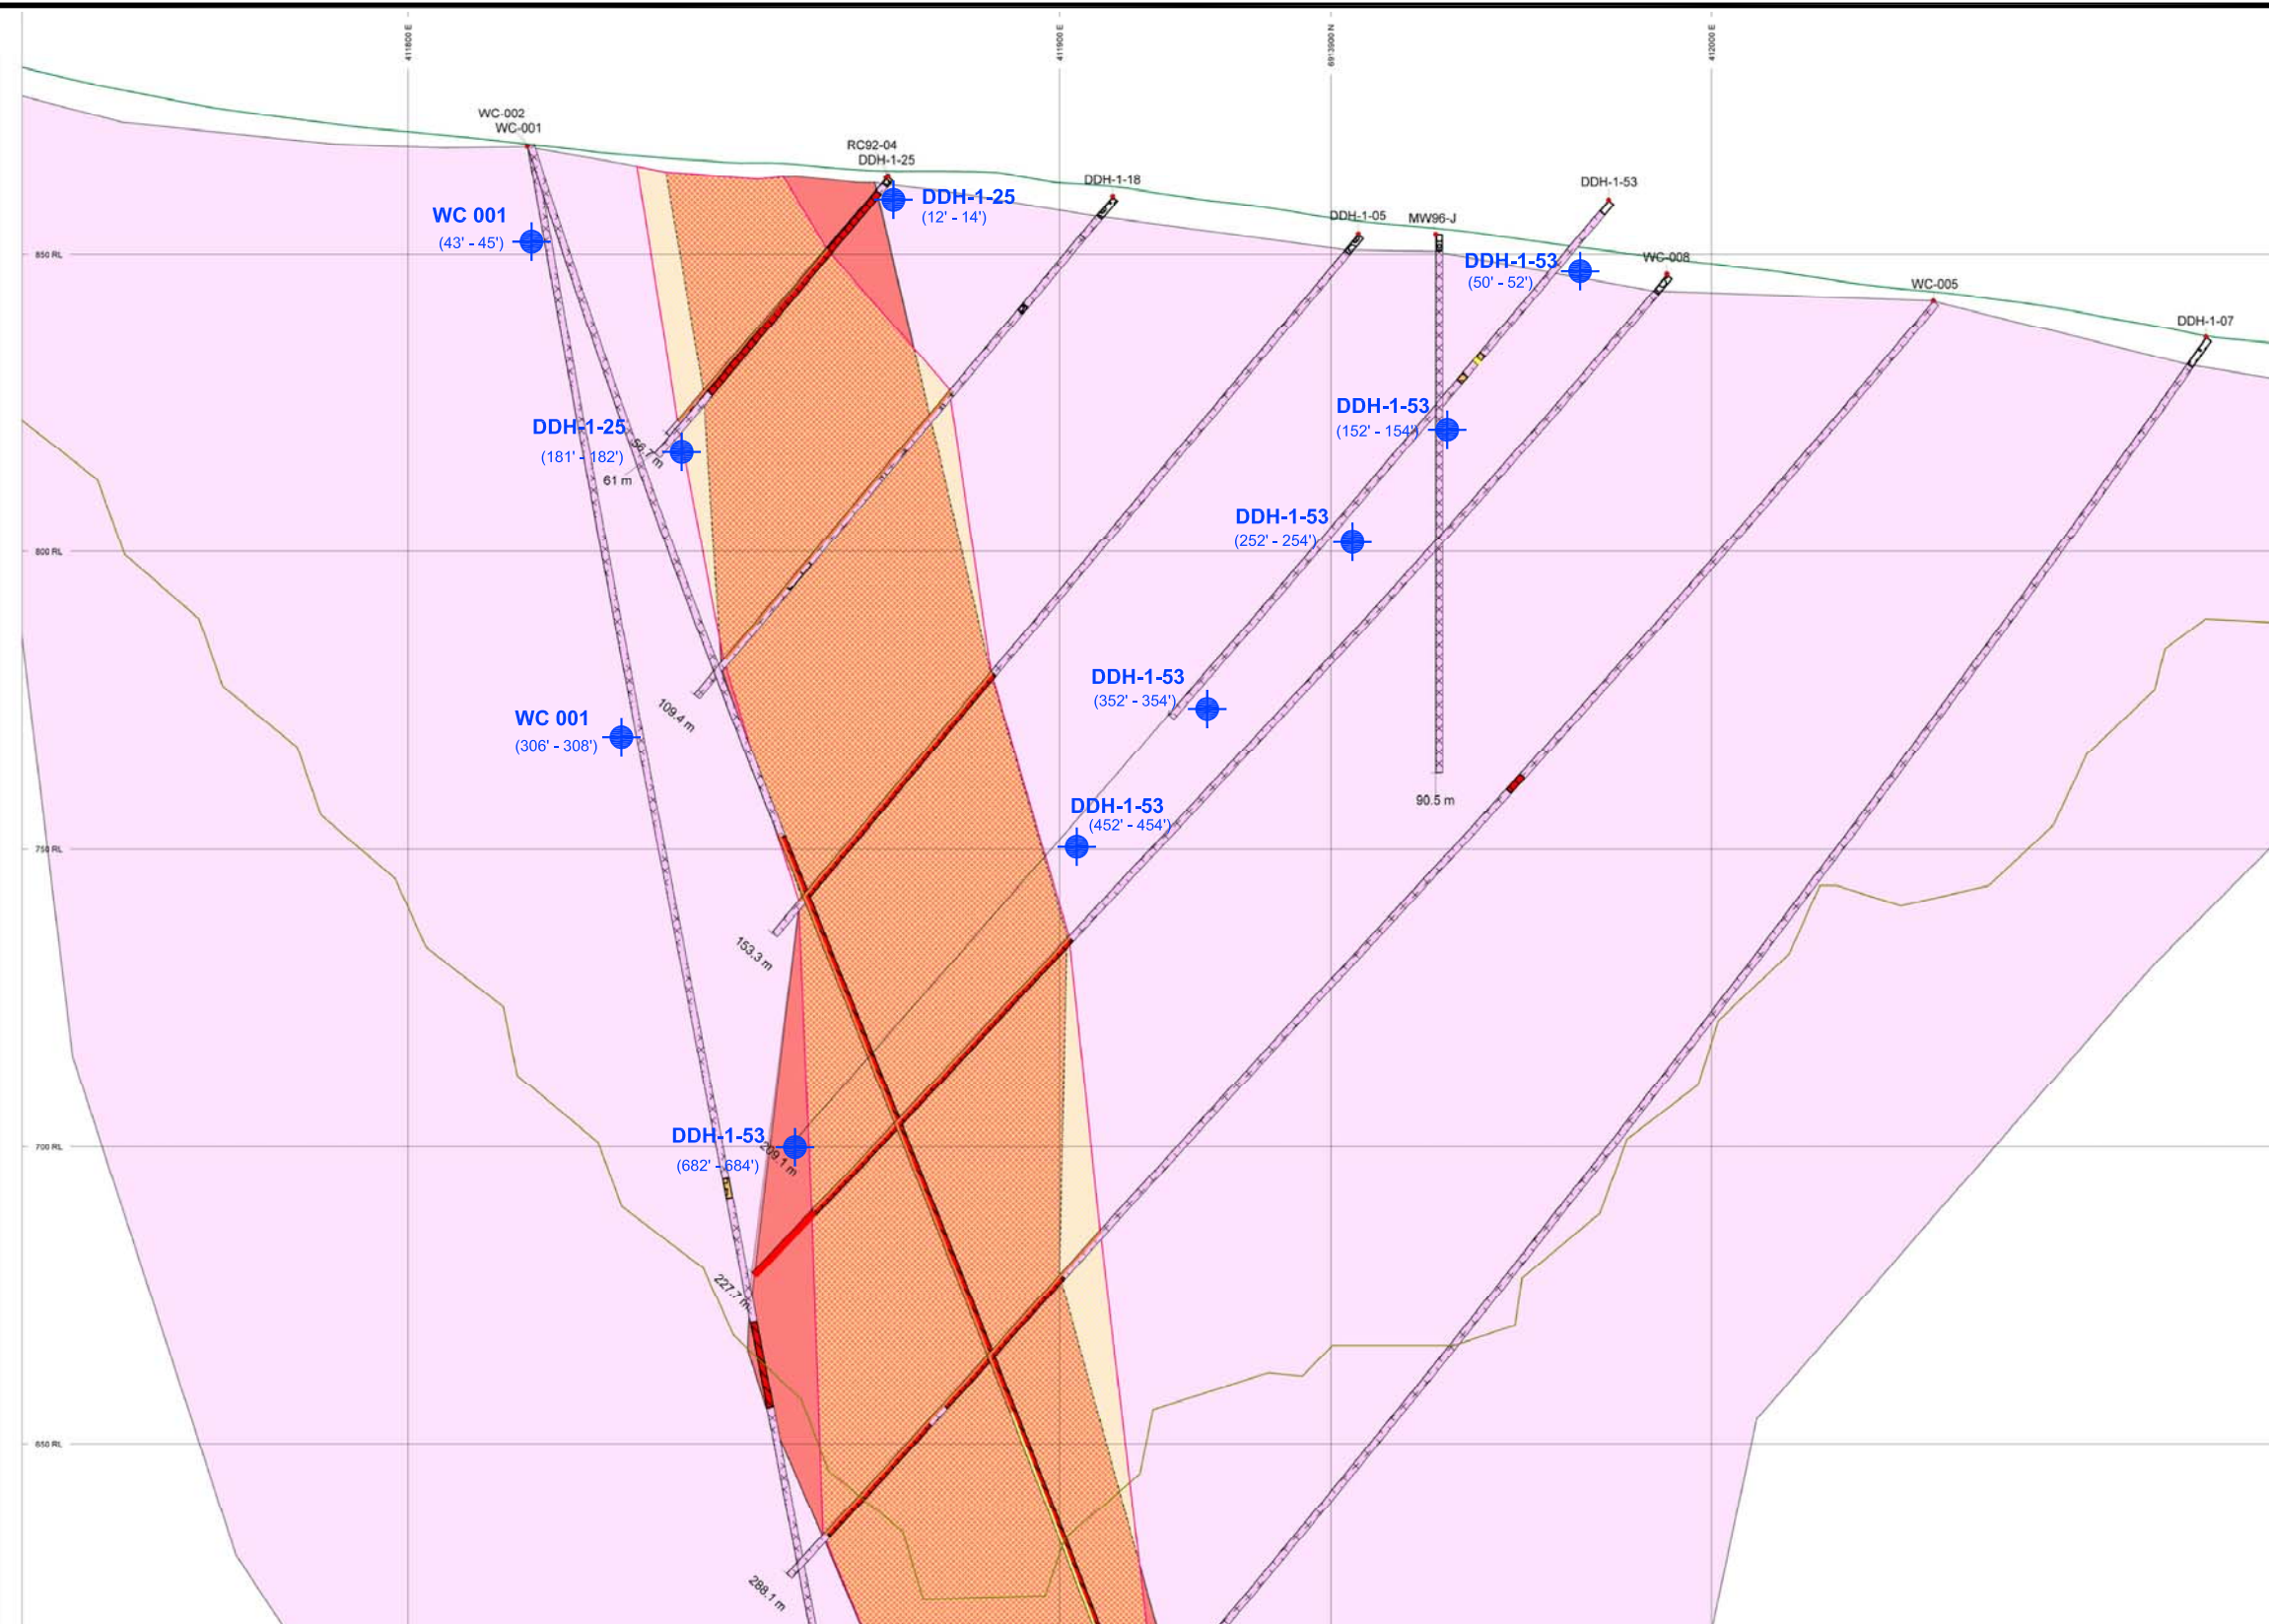 411800 E
411900 E
6913900 N
412000 E
WC-002
WC-001
RC92-04
DDH-1-25
DDH-1-18
DDH-1-53
DDH-1-05
MW96-J
WC-008
WC-005
DDH-1-07
DDH-1-25
(12' - 14')
WC 001
(43' - 45')
850 RL
DDH-1-53
(50' - 52')
DDH-1-53
(152' - 154')
DDH-1-25
(181' - 182')
56.7 m
61 m
DDH-1-53
(252' - 254')
800 RL
DDH-1-53
(352' - 354')
109.4 m
WC 001
(306' - 308')
DDH-1-53
(452' - 454')
90.5 m
750 RL
153.3 m
DDH-1-53
(682' - 684')
209.1 m
700 RL
227.7 m
650 RL
288.1 m